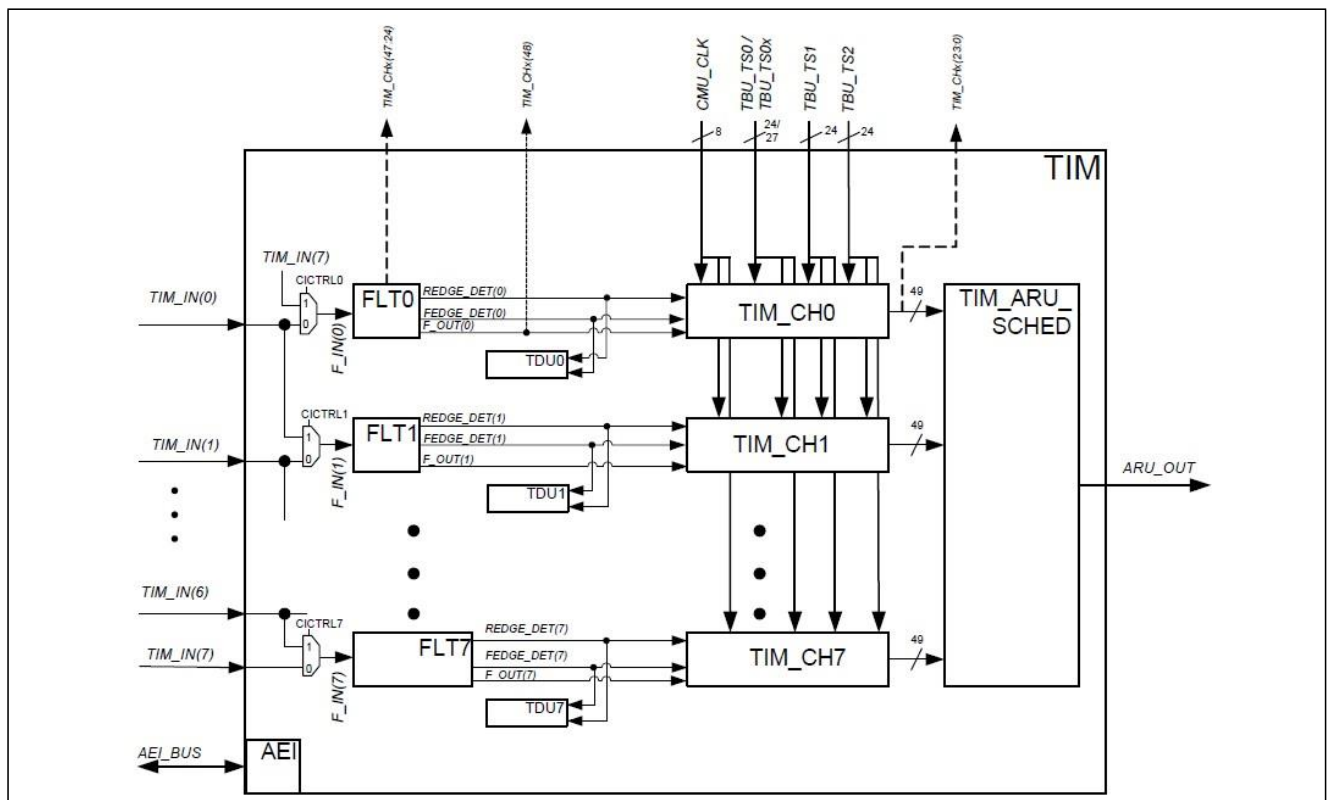 TIM_CHx(47:24)
TIM_CHx(48)
CMU_CLK
TBU_TS0 /
TBU_TS0x
TBU_TS1
TBU_TS2
TIM_CHx(23:0)
8
24/
27
24
24
TIM
TIM_IN(7)
CICTRL0
TIM_IN(0)
1
0
F_IN(0)
FLT0
REDGE_DET(0)
FEDGE_DET(0)
F_OUT(0)
TDU0
TIM_CH0
49
TIM_ARU_
SCHED
CICTRL1
TIM_IN(1)
1
0
F_IN(1)
FLT1
REDGE_DET(1)
FEDGE_DET(1)
F_OUT(1)
TDU1
TIM_CH1
49
ARU_OUT
TIM_IN(6)
CICTRL7
TIM_IN(7)
1
0
F_IN(7)
FLT7
REDGE_DET(7)
FEDGE_DET(7)
F_OUT(7)
TDU7
TIM_CH7
49
AEI_BUS
AEI